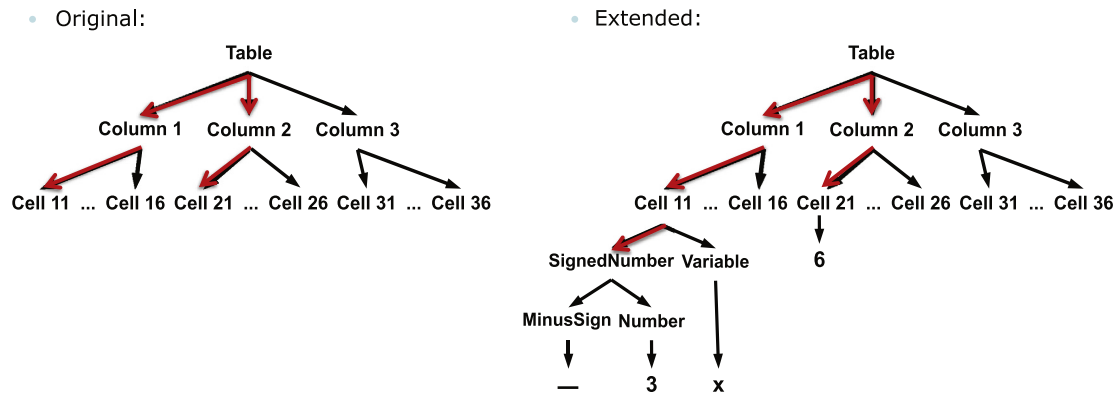 Original:
Table
Column 1 Column 2 Column 3
Cell 11 ... Cell 16 Cell 21 ... Cell 26 Cell 31 ... Cell 36
Extended:
Table
Column 1 Column 2 Column 3
Cell 11 ... Cell 16 Cell 21 ... Cell 26 Cell 31 ... Cell 36
SignedNumber Variable 6
MinusSign Number
— 3 x